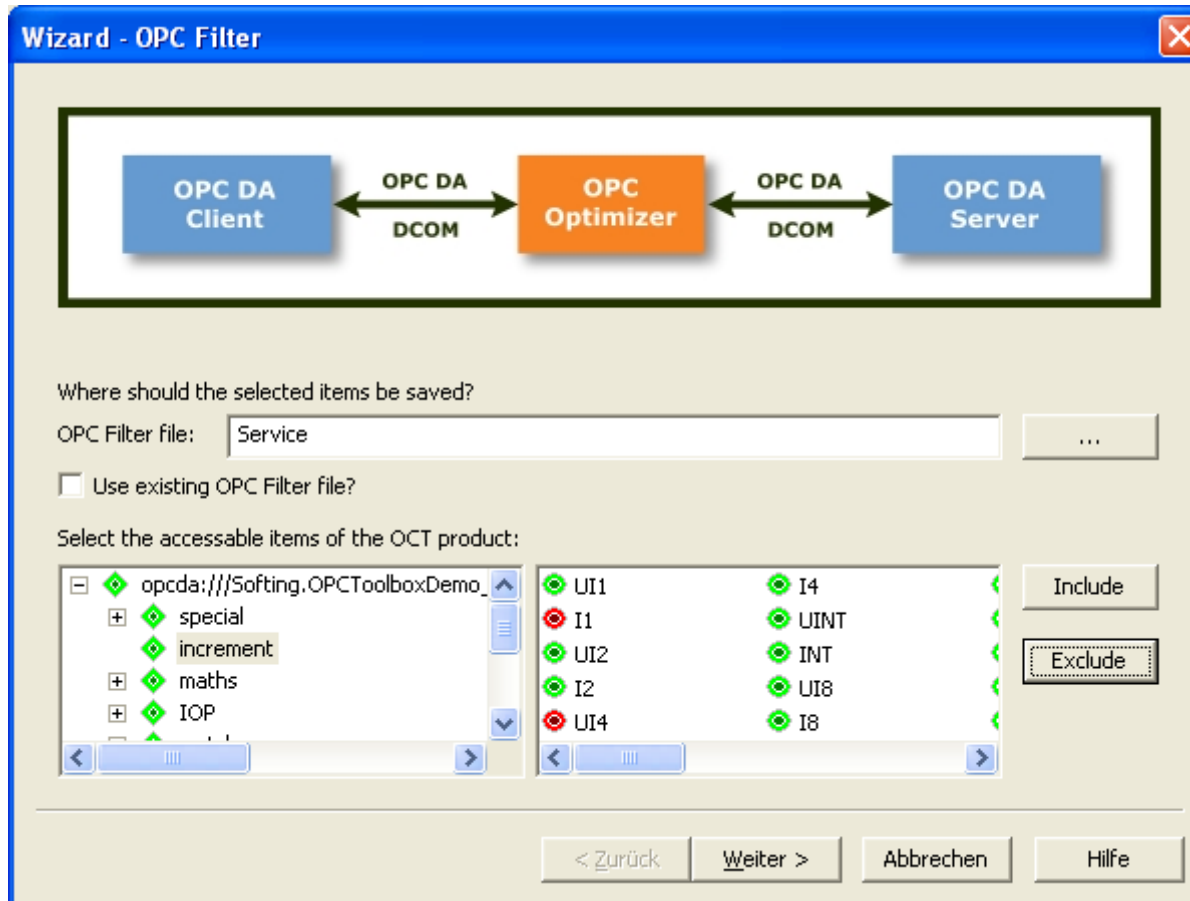 Wizard - OPC Filter
OPC DA
Client
OPC DA
DCOM
OPC
Optimizer
OPC DA
DCOM
OPC DA
Server
Where should the selected items be saved?
OPC Filter file: Service ...
Use existing OPC Filter file?
Select the accessable items of the OCT product:
opcda:///Softing.OPCToolboxDemo_
special
increment
maths
IOP
UI1 I4
I1 UINT
UI2 INT
I2 UI8
UI4 I8
Include
Exclude
< Zurück Weiter > Abbrechen Hilfe